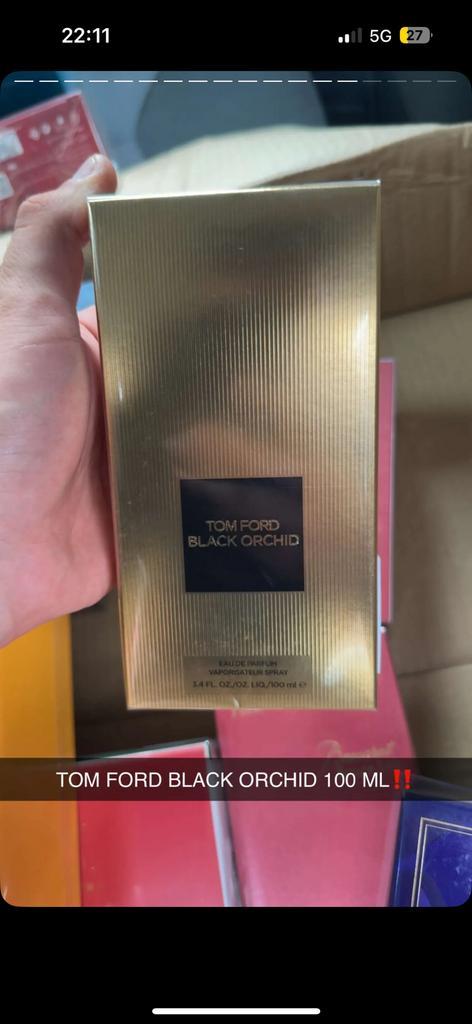 22:11
5G
27
TOM FORD
BLACK ORCHID
EAU DE PARFUM
VAPORISATEUR SPRAY
3.4 FL. OZ./OZ. LIQ./100 ml ℮
TOM FORD BLACK ORCHID 100 ML‼️